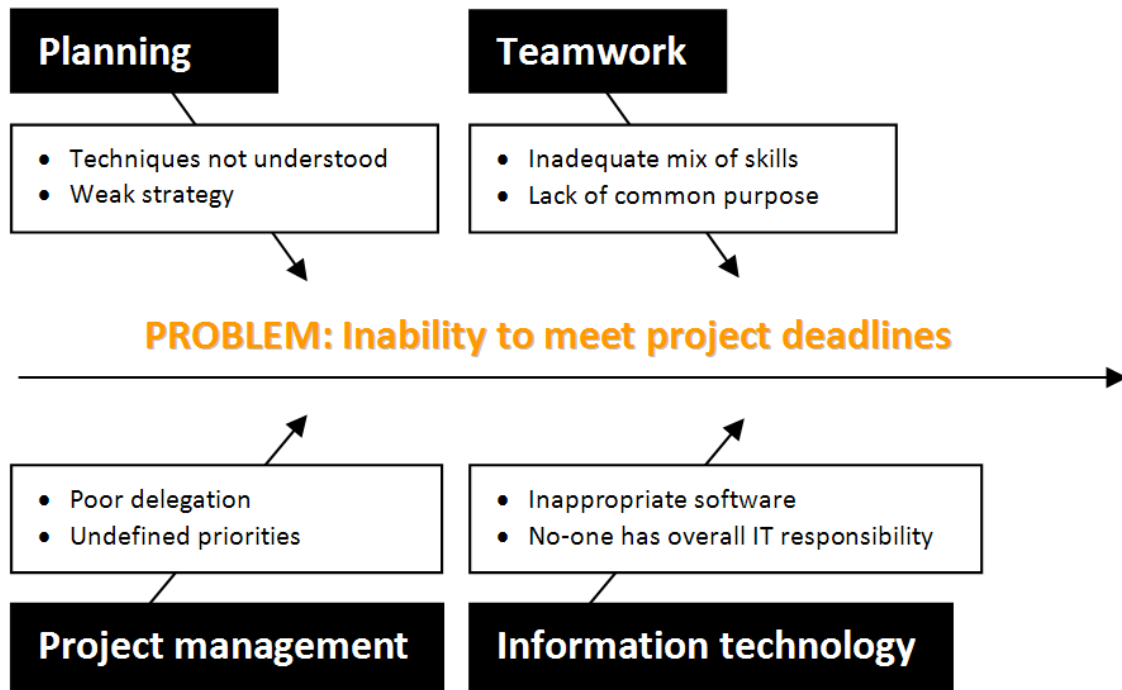 Planning
• Techniques not understood
• Weak strategy
Teamwork
• Inadequate mix of skills
• Lack of common purpose
PROBLEM: Inability to meet project deadlines
• Poor delegation
• Undefined priorities
Project management
• Inappropriate software
• No-one has overall IT responsibility
Information technology